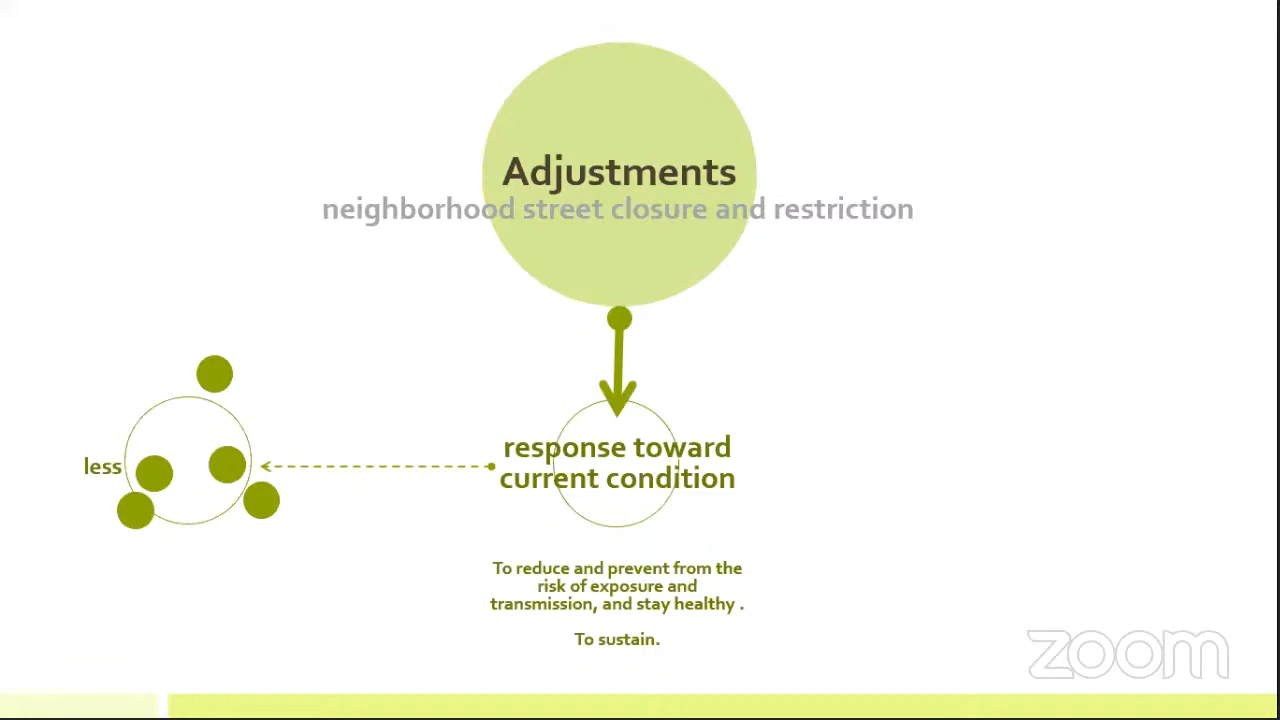 Adjustments
neighborhood street closure and restriction
less
response toward
current condition
To reduce and prevent from the
risk of exposure and
transmission, and stay healthy .
To sustain.
zoom